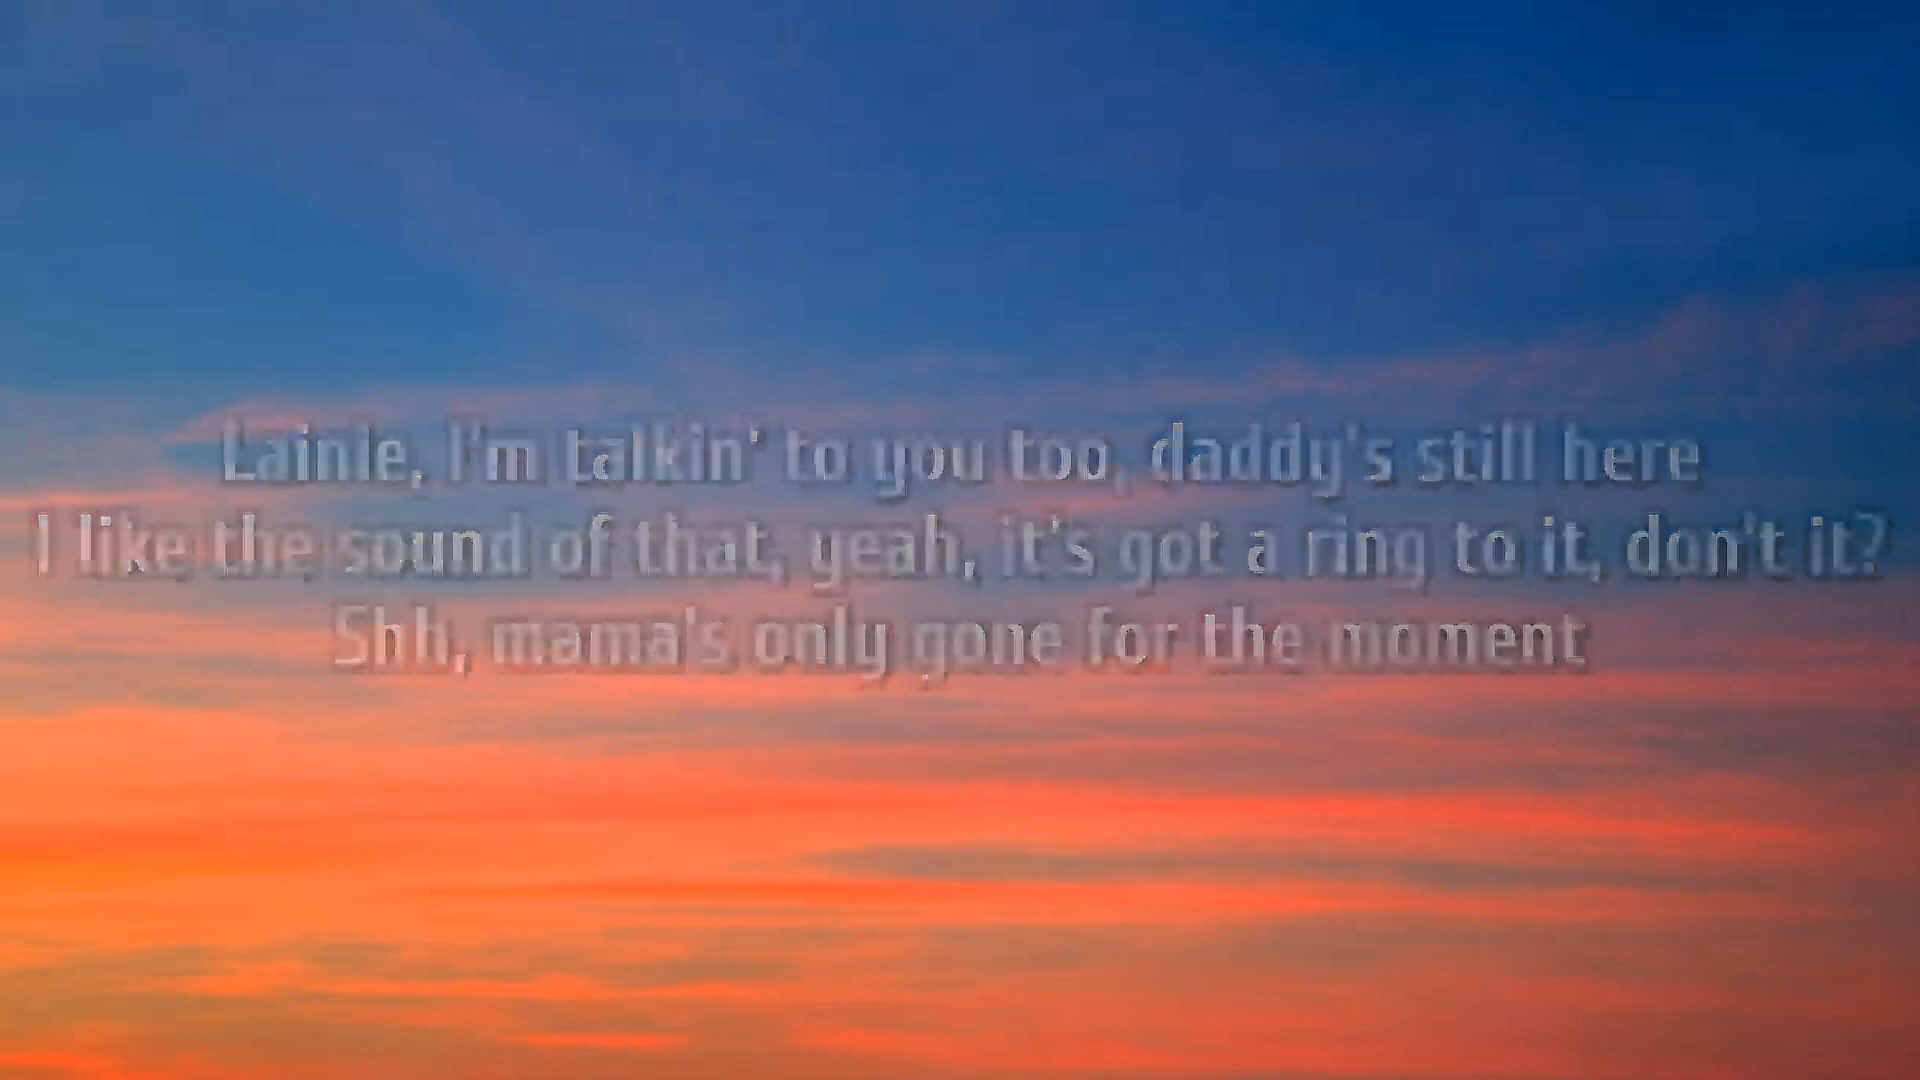 Lainie, I'm talkin' to you too, daddy's still here
I like the sound of that, yeah, it's got a ring to it, don't it?
Shh, mama's only gone for the moment